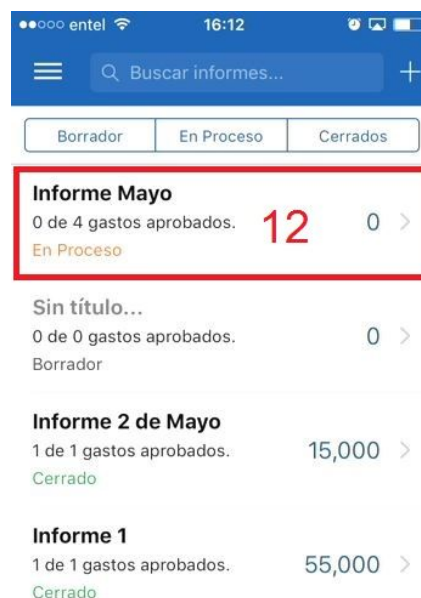 entel 16:12
Buscar informes...
Borrador En Proceso Cerrados
Informe Mayo
0 de 4 gastos aprobados. 12 0
En Proceso
Sin título...
0 de 0 gastos aprobados. 0
Borrador
Informe 2 de Mayo
1 de 1 gastos aprobados. 15,000
Cerrado
Informe 1
1 de 1 gastos aprobados. 55,000
Cerrado